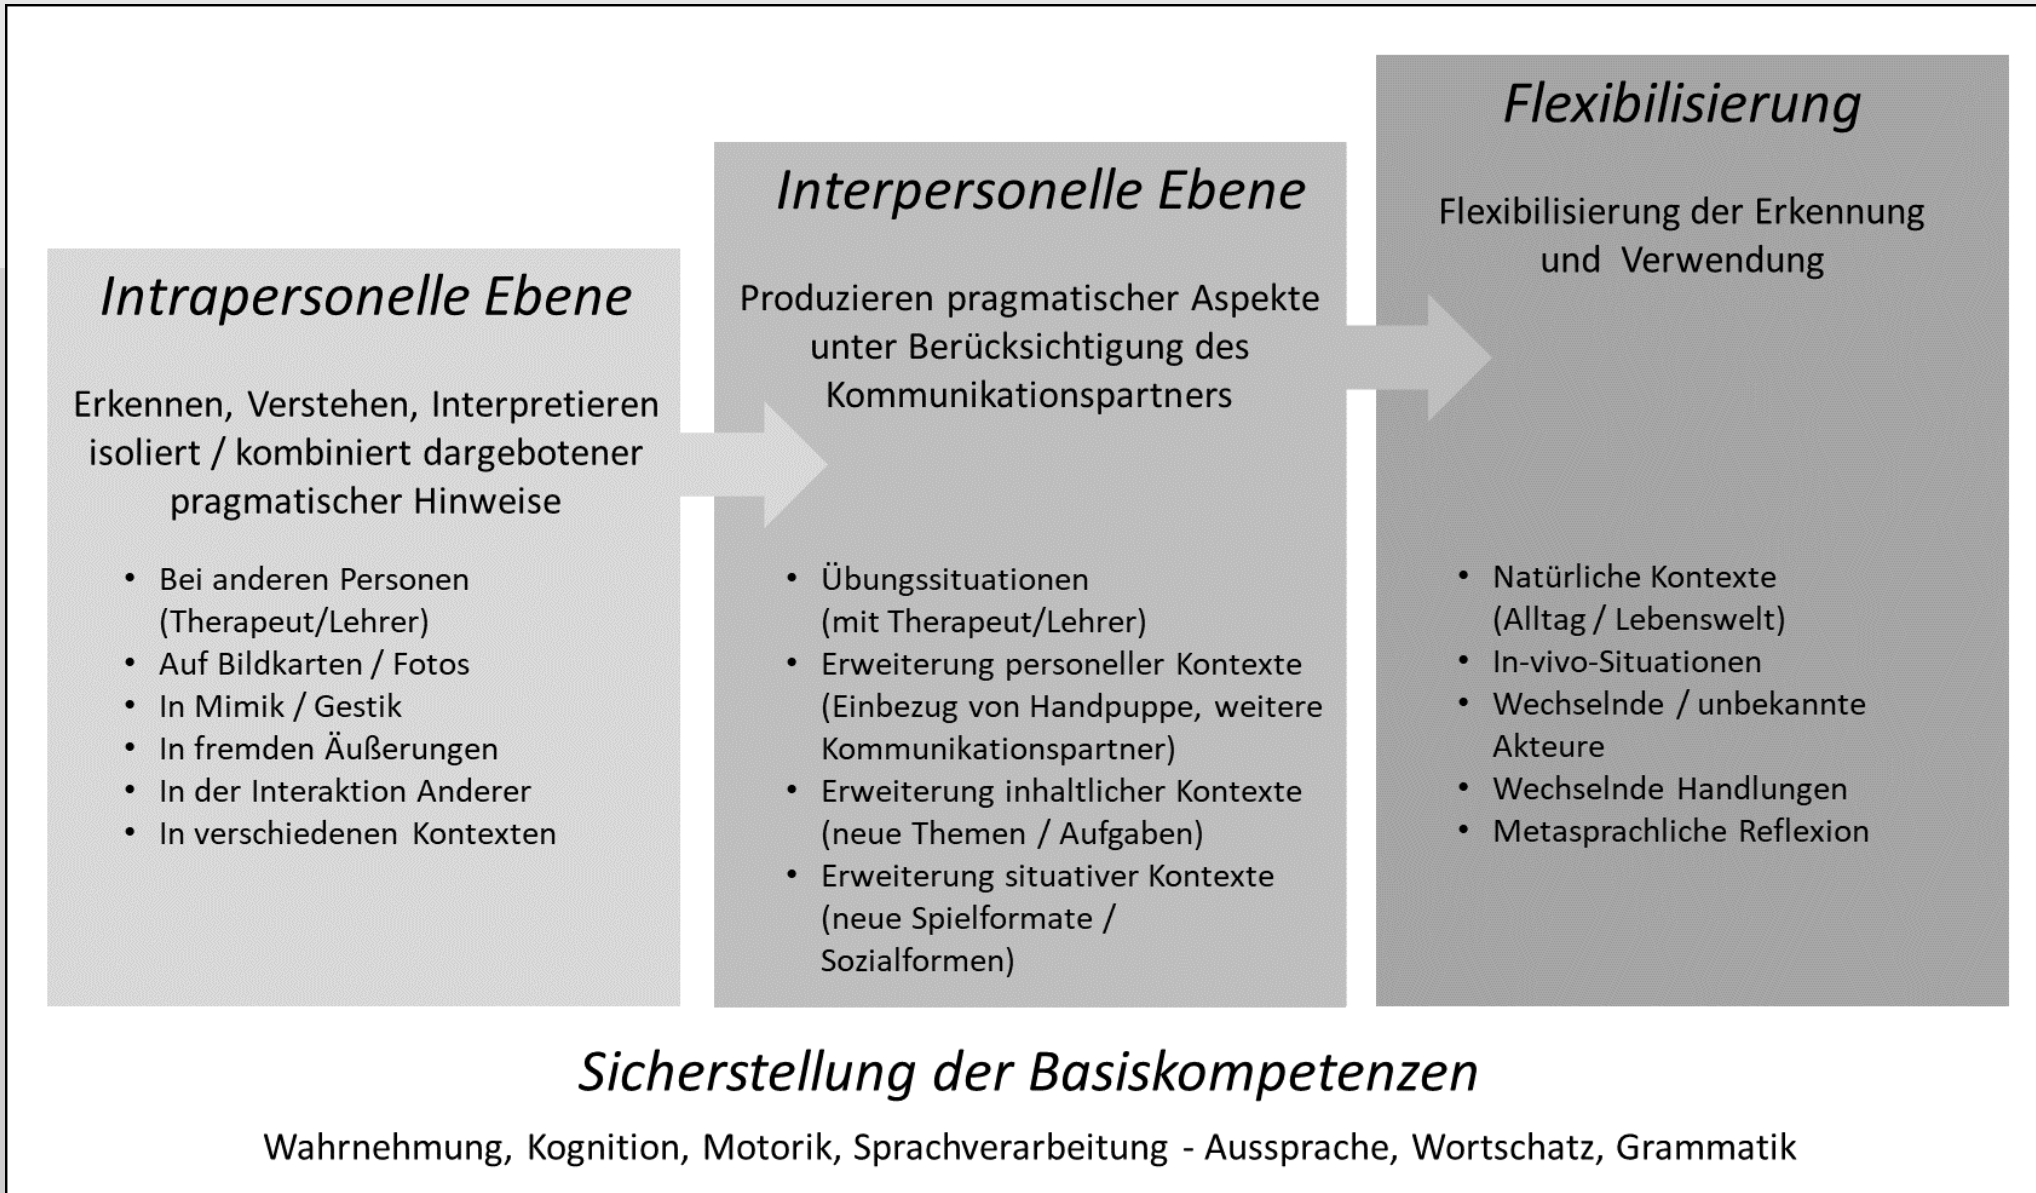 Intrapersonelle Ebene
Erkennen, Verstehen, Interpretieren
isoliert / kombiniert dargebotener
pragmatischer Hinweise
• Bei anderen Personen
(Therapeut/Lehrer)
• Auf Bildkarten / Fotos
• In Mimik / Gestik
• In fremden Äußerungen
• In der Interaktion Anderer
• In verschiedenen Kontexten
Interpersonelle Ebene
Produzieren pragmatischer Aspekte
unter Berücksichtigung des
Kommunikationspartners
• Übungssituationen
(mit Therapeut/Lehrer)
• Erweiterung personeller Kontexte
(Einbezug von Handpuppe, weitere
Kommunikationspartner)
• Erweiterung inhaltlicher Kontexte
(neue Themen / Aufgaben)
• Erweiterung situativer Kontexte
(neue Spielformate /
Sozialformen)
Flexibilisierung
Flexibilisierung der Erkennung
und Verwendung
• Natürliche Kontexte
(Alltag / Lebenswelt)
• In-vivo-Situationen
• Wechselnde / unbekannte
Akteure
• Wechselnde Handlungen
• Metasprachliche Reflexion
Sicherstellung der Basiskompetenzen
Wahrnehmung, Kognition, Motorik, Sprachverarbeitung - Aussprache, Wortschatz, Grammatik